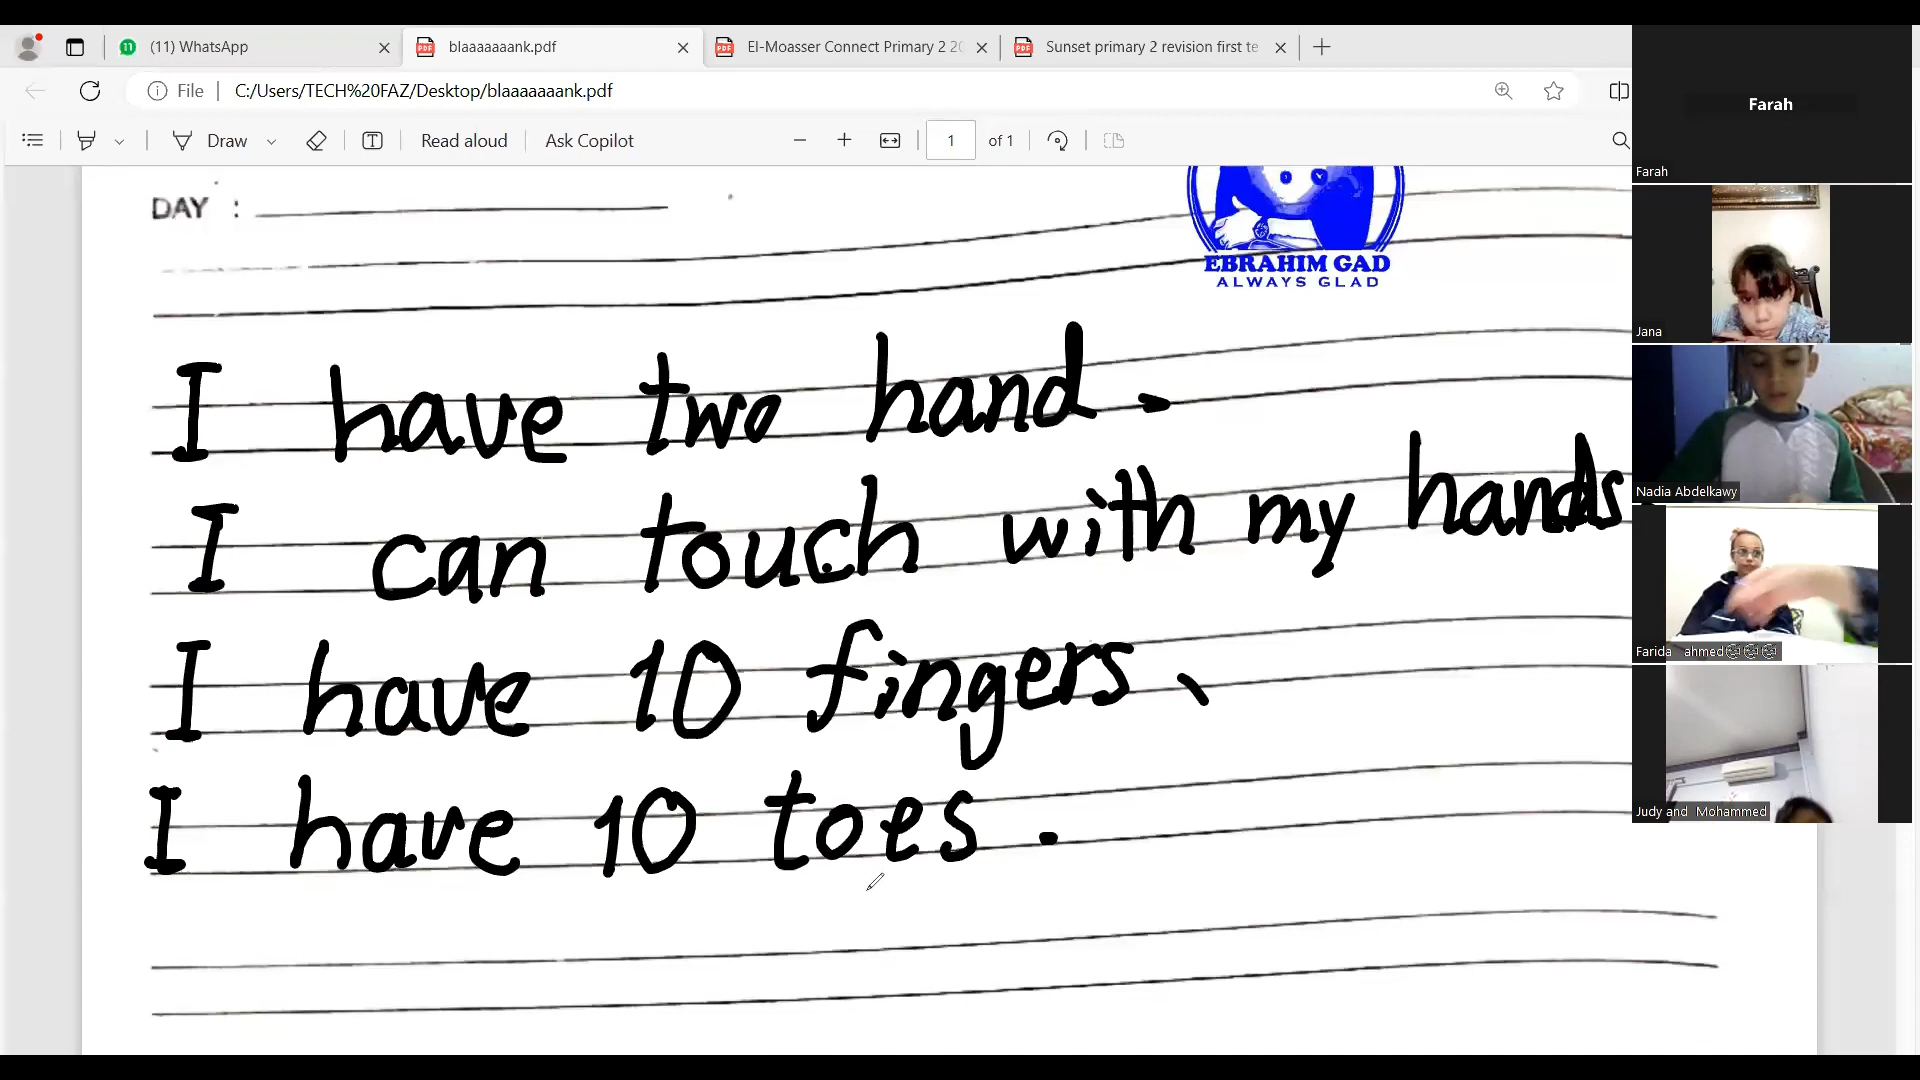 (11) WhatsApp
blaaaaaaank.pdf
El-Moasser Connect Primary 2 20
Sunset primary 2 revision first te
File
C:/Users/TECH%20FAZ/Desktop/blaaaaaaank.pdf
Draw
Read aloud
Ask Copilot
1 of 1
DAY :
EBRAHIM GAD
ALWAYS GLAD
I have two hand.
I can touch with my hands
I have 10 fingers.
I have 10 toes.
Farah
Farah
Jana
Nadia Abdelkawy
Farida ahmed
Judy and Mohammed